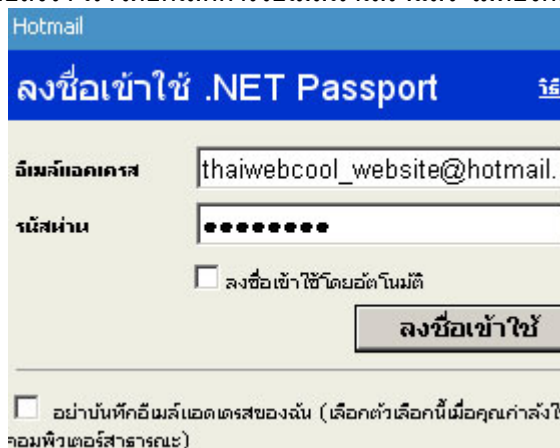 Hotmail
ลงชื่อเข้าใช้ .NET Passport
อีเมล์แอดเดรส
thaiwebcool_website@hotmail.
รหัสผ่าน
●●●●●●●●
ลงชื่อเข้าใช้โดยอัตโนมัติ
ลงชื่อเข้าใช้
อย่าบันทึกอีเมล์แอดเดรสของฉัน (เลือกตัวเลือกนี้เมื่อคุณกำลังใ
คอมพิวเตอร์สาธารณะ)